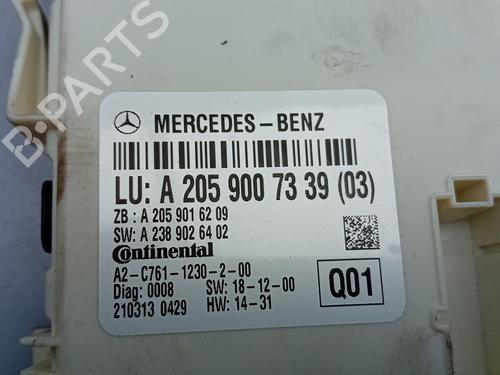 MERCEDES-BENZ
LU: A 205 900 73 39 (03)
ZB : A 205 901 62 09
SW: A 238 902 64 02
Continental
A2-C761-1230-2-00
Diag: 0008 SW: 18-12-00
210313 0429 HW: 14-31
Q01
B-PARTS